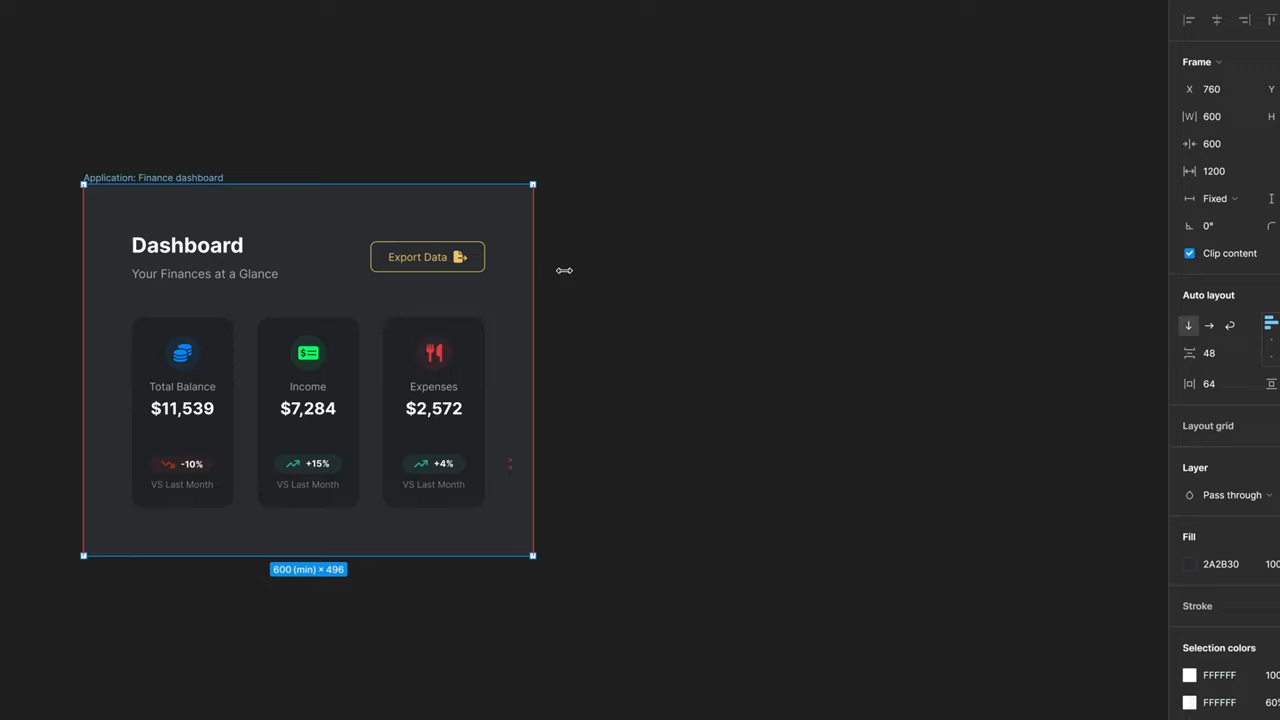 Application: Finance dashboard
Dashboard
Your Finances at a Glance
Export Data
Total Balance
$11,539
-10%
VS Last Month
$
Income
$7,284
+15%
VS Last Month
Expenses
$2,572
+4%
VS Last Month
600 (min) × 496
Frame
X 760 Y
W 600 H
600
1200
Fixed
0°
Clip content
Auto layout
48
64
Layout grid
Layer
Pass through
Fill
2A2B30 100
Stroke
Selection colors
FFFFFF 100
FFFFFF 60%